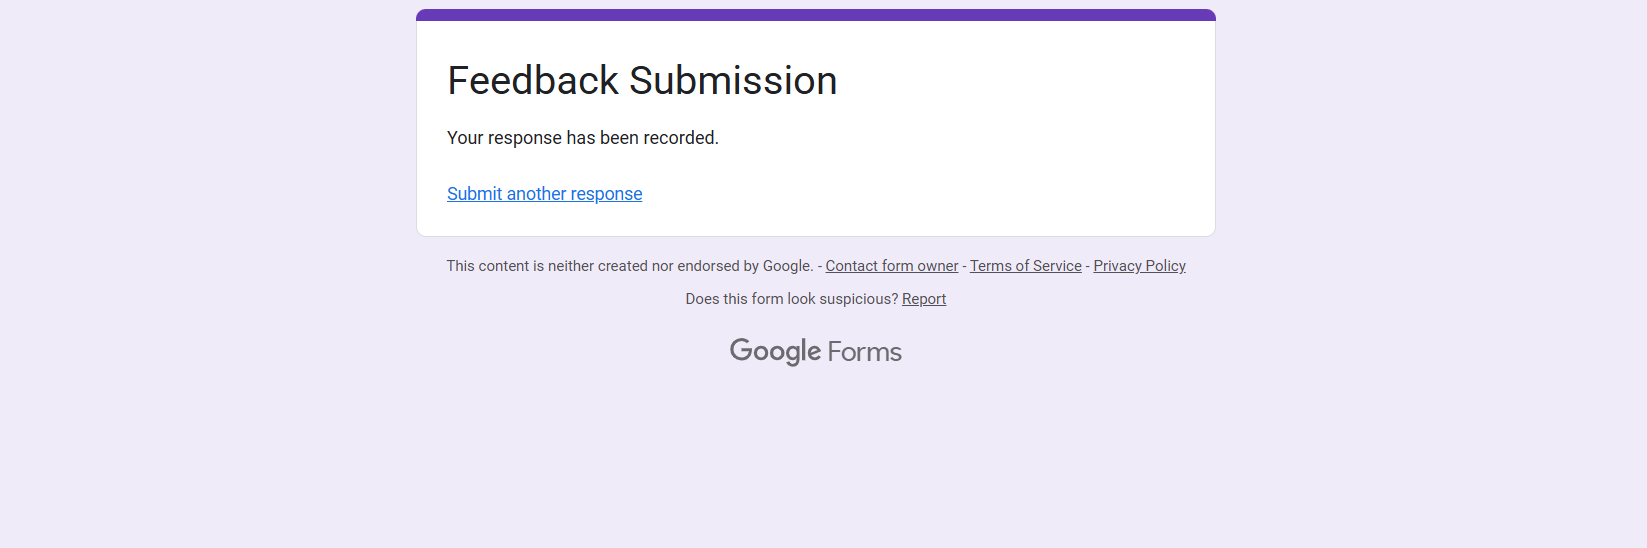 Feedback Submission
Your response has been recorded.
Submit another response
This content is neither created nor endorsed by Google. - Contact form owner - Terms of Service - Privacy Policy
Does this form look suspicious? Report
Google Forms